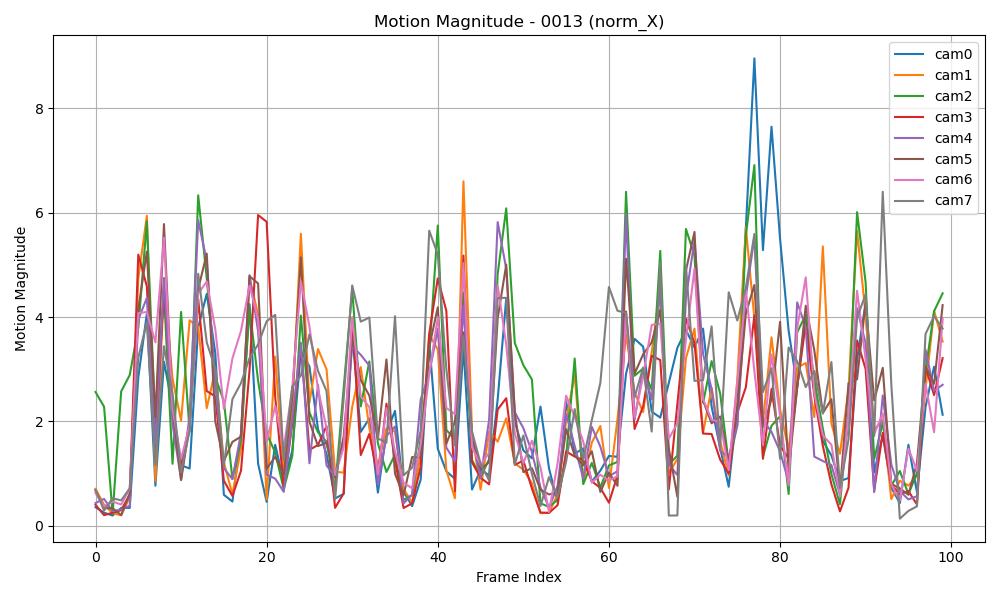 Motion Magnitude - 0013 (norm_X)
Motion Magnitude
8
6
4
2
0
0 20 40 60 80 100
Frame Index
cam0
cam1
cam2
cam3
cam4
cam5
cam6
cam7